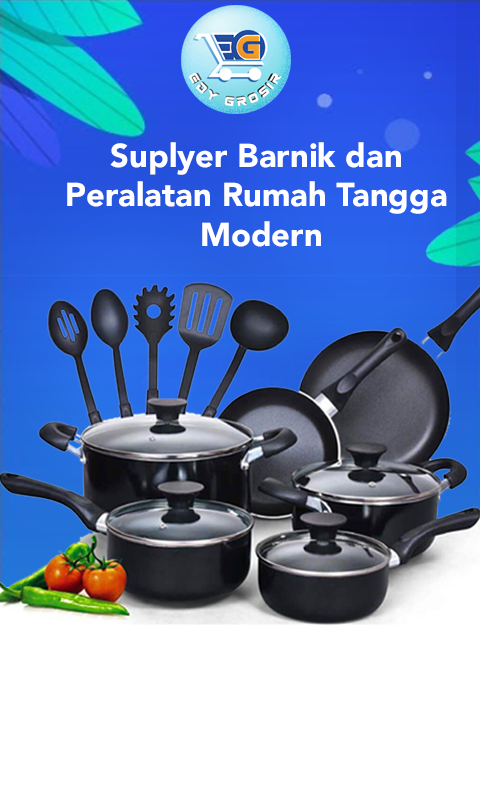 EG
EDY GROSIR
Suplyer Barnik dan
Peralatan Rumah Tangga
Modern